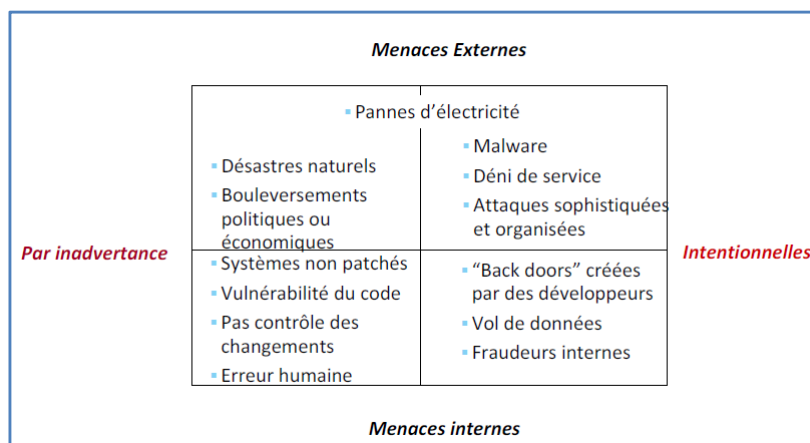 Menaces Externes
▪ Pannes d’électricité
▪ Désastres naturels
▪ Bouleversements
politiques ou
économiques
▪ Malware
▪ Déni de service
▪ Attaques sophistiquées
et organisées
Par inadvertance
Intentionnelles
▪ Systèmes non patchés
▪ Vulnérabilité du code
▪ Pas contrôle des
changements
▪ Erreur humaine
▪ “Back doors” créées
par des développeurs
▪ Vol de données
▪ Fraudeurs internes
Menaces internes